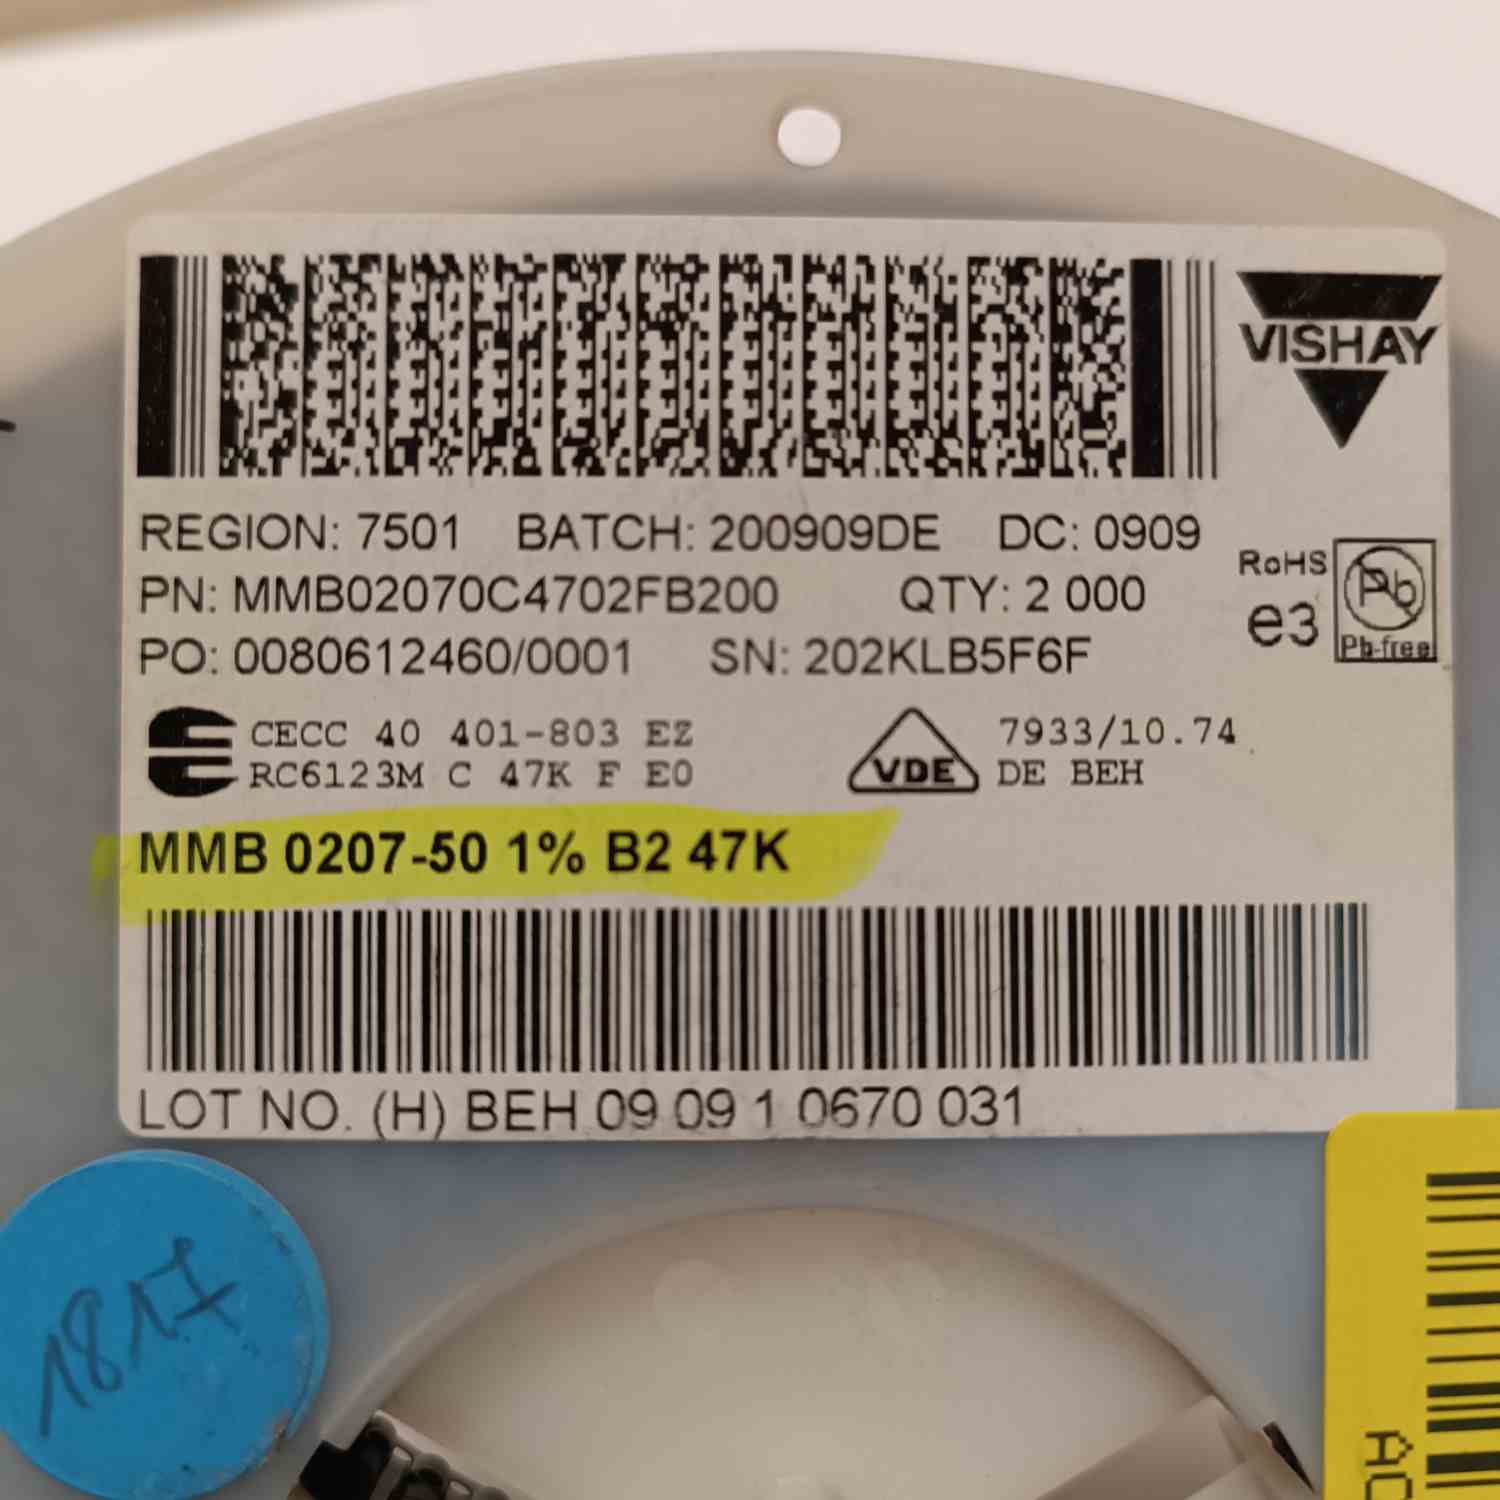 VISHAY
REGION: 7501 BATCH: 200909DE DC: 0909
PN: MMB02070C4702FB200 QTY: 2 000
PO: 0080612460/0001 SN: 202KLB5F6F
RoHS
e3
Pb
Pb-free
CECC 40 401-803 EZ
RC6123M C 47K F E0
VDE
7933/10.74
DE BEH
MMB 0207-50 1% B2 47K
LOT NO. (H) BEH 09 09 1 0670 031
1817